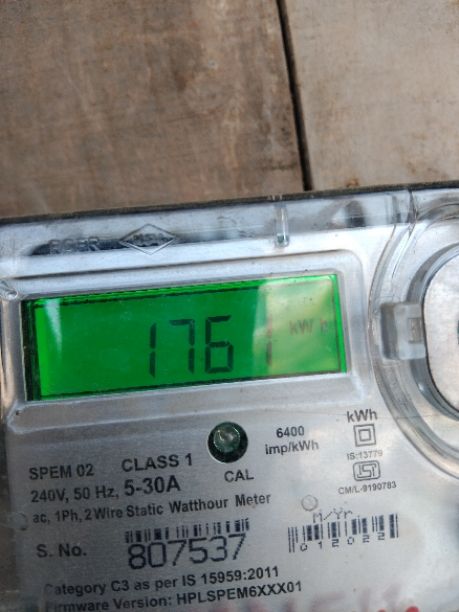 1761 kWh
6400
imp/kWh
kWh
IS:13779
CM/L-9190783
SPEM 02 CLASS 1
CAL
240V, 50 Hz, 5-30A
ac, 1Ph, 2 Wire Static Watthour Meter
M/Yr.
S. No. 807537
012022
Category C3 as per IS 15959:2011
Firmware Version: HPLSPEM6XXX01